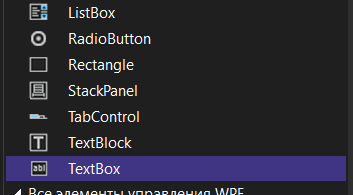 ListBox
RadioButton
Rectangle
StackPanel
TabControl
TextBlock
TextBox
Все элементы управления WPF